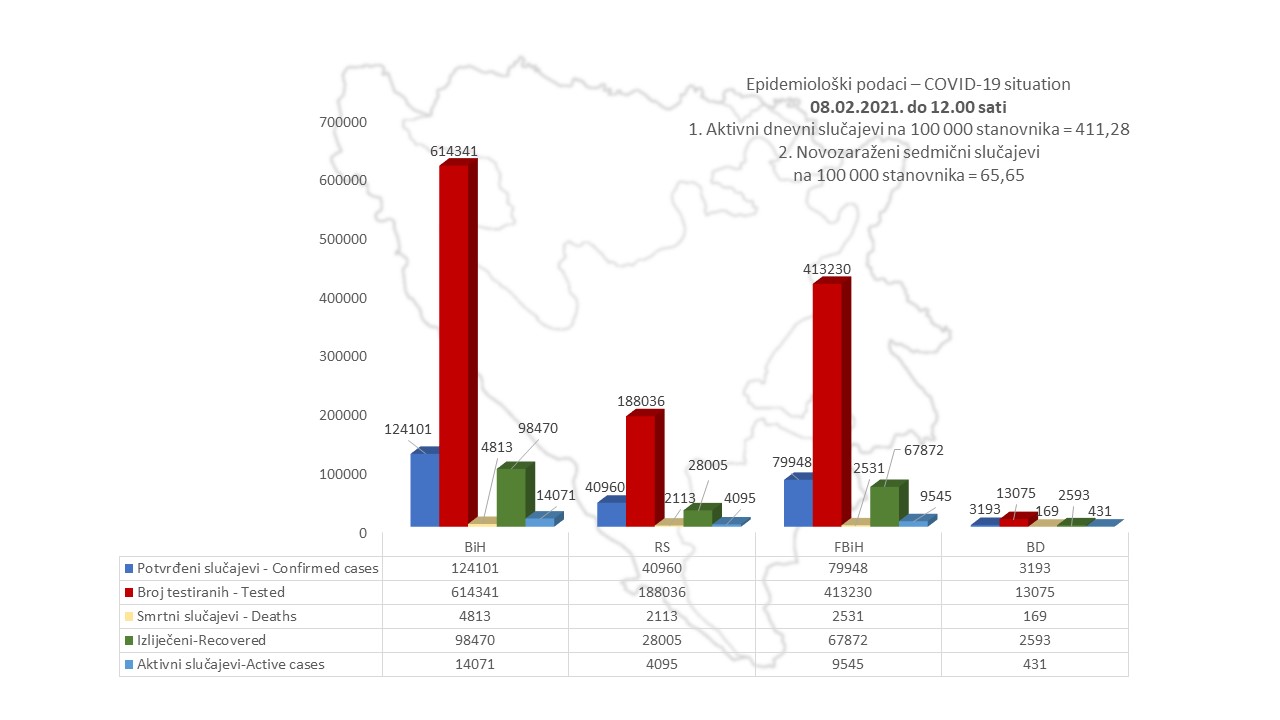 Epidemiološki podaci – COVID-19 situation
08.02.2021. do 12.00 sati
1. Aktivni dnevni slučajevi na 100 000 stanovnika = 411,28
2. Novozaraženi sedmični slučajevi
na 100 000 stanovnika = 65,65
700000
600000
500000
400000
300000
200000
100000
0
124101
614341
4813
98470
14071
40960
188036
2113
28005
4095
79948
413230
2531
67872
9545
3193
13075
169
2593
431
BiH RS FBiH BD
Potvrđeni slučajevi - Confirmed cases 124101 40960 79948 3193
Broj testiranih - Tested 614341 188036 413230 13075
Smrtni slučajevi - Deaths 4813 2113 2531 169
Izliječeni-Recovered 98470 28005 67872 2593
Aktivni slučajevi-Active cases 14071 4095 9545 431